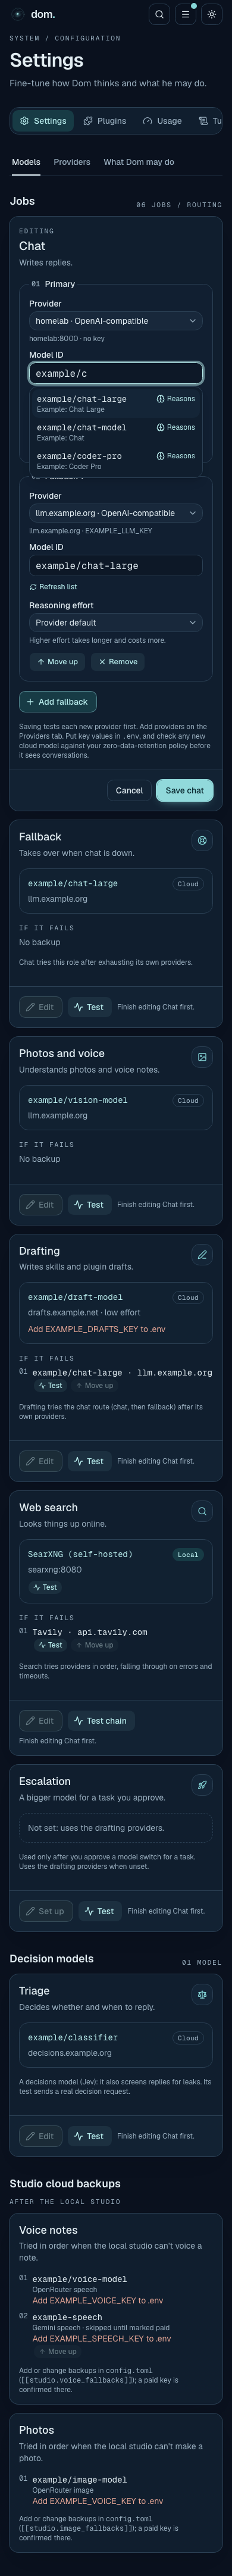 dom.
SYSTEM / CONFIGURATION
Settings
Fine-tune how Dom thinks and what he may do.
Settings
Plugins
Usage
Tu
Models
Providers
What Dom may do
Jobs
06 JOBS / ROUTING
EDITING
Chat
Writes replies.
01 Primary
Provider
homelab · OpenAI-compatible
homelab:8000 · no key
Model ID
example/c
example/chat-large
Reasons
Example: Chat Large
example/chat-model
Reasons
Example: Chat
example/coder-pro
Reasons
Example: Coder Pro
Provider
llm.example.org · OpenAI-compatible
llm.example.org · EXAMPLE_LLM_KEY
Model ID
example/chat-large
Refresh list
Reasoning effort
Provider default
Higher effort takes longer and costs more.
Move up
Remove
Add fallback
Saving tests each new provider first. Add providers on the
Providers tab. Put key values in .env, and check any new
cloud model against your zero-data-retention policy before
it sees conversations.
Cancel
Save chat
Fallback
Takes over when chat is down.
example/chat-large
Cloud
llm.example.org
IF IT FAILS
No backup
Chat tries this role after exhausting its own providers.
Edit
Test
Finish editing Chat first.
Photos and voice
Understands photos and voice notes.
example/vision-model
Cloud
llm.example.org
IF IT FAILS
No backup
Edit
Test
Finish editing Chat first.
Drafting
Writes skills and plugin drafts.
example/draft-model
Cloud
drafts.example.net · low effort
Add EXAMPLE_DRAFTS_KEY to .env
IF IT FAILS
01 example/chat-large · llm.example.org
Test
Move up
Drafting tries the chat route (chat, then fallback) after its
own providers.
Edit
Test
Finish editing Chat first.
Web search
Looks things up online.
SearXNG (self-hosted)
Local
searxng:8080
Test
IF IT FAILS
01 Tavily · api.tavily.com
Test
Move up
Search tries providers in order, falling through on errors and
timeouts.
Edit
Test chain
Finish editing Chat first.
Escalation
A bigger model for a task you approve.
Not set: uses the drafting providers.
Used only after you approve a model switch for a task.
Uses the drafting providers when unset.
Set up
Test
Finish editing Chat first.
Decision models
01 MODEL
Triage
Decides whether and when to reply.
example/classifier
Cloud
decisions.example.org
A decisions model (Jev): it also screens replies for leaks. Its
test sends a real decision request.
Edit
Test
Finish editing Chat first.
Studio cloud backups
AFTER THE LOCAL STUDIO
Voice notes
Tried in order when the local studio can't voice a
note.
01 example/voice-model
OpenRouter speech
Add EXAMPLE_VOICE_KEY to .env
02 example-speech
Gemini speech · skipped until marked paid
Add EXAMPLE_SPEECH_KEY to .env
Move up
Add or change backups in config.toml
([[studio.voice_fallbacks]]); a paid key is
confirmed there.
Photos
Tried in order when the local studio can't make a
photo.
01 example/image-model
OpenRouter image
Add EXAMPLE_VOICE_KEY to .env
Add or change backups in config.toml
([[studio.image_fallbacks]]); a paid key is
confirmed there.